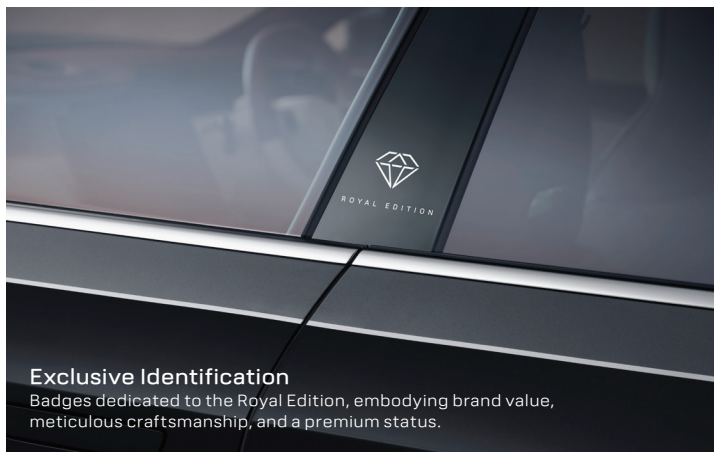 ROYAL EDITION
Exclusive Identification
Badges dedicated to the Royal Edition, embodying brand value,
meticulous craftsmanship, and a premium status.